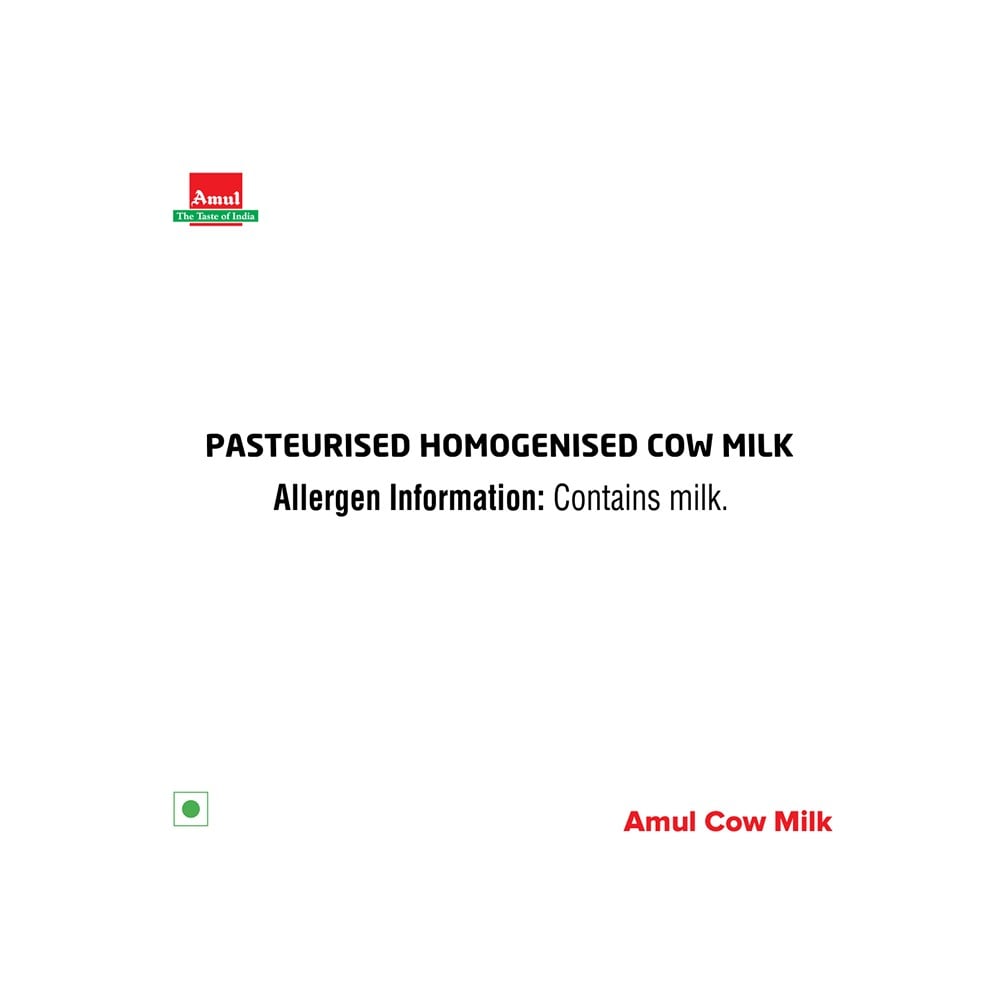 Amul
The Taste of India
PASTEURISED HOMOGENISED COW MILK
Allergen Information: Contains milk.
Amul Cow Milk